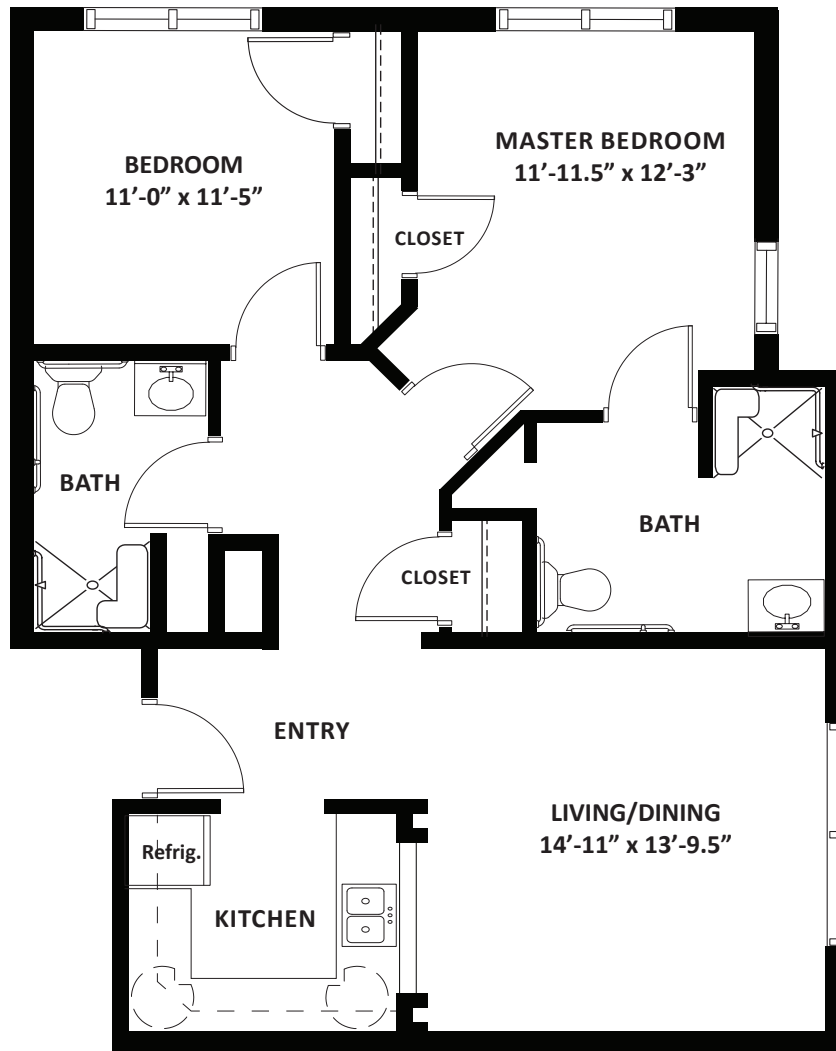 BEDROOM
11’-0” x 11’-5”
MASTER BEDROOM
11’-11.5” x 12’-3”
CLOSET
BATH
BATH
CLOSET
ENTRY
LIVING/DINING
14’-11” x 13’-9.5”
Refrig.
KITCHEN